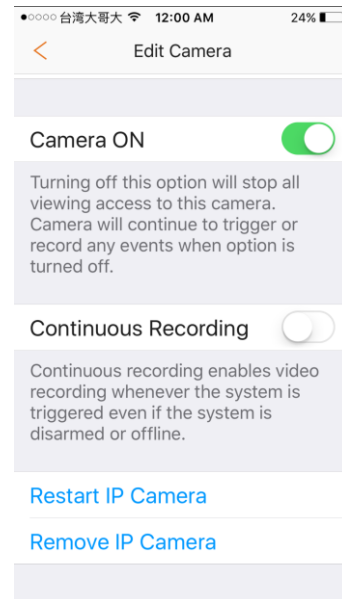 台湾大哥大 12:00 AM 24%
Edit Camera
Camera ON
Turning off this option will stop all
viewing access to this camera.
Camera will continue to trigger or
record any events when option is
turned off.
Continuous Recording
Continuous recording enables video
recording whenever the system is
triggered even if the system is
disarmed or offline.
Restart IP Camera
Remove IP Camera